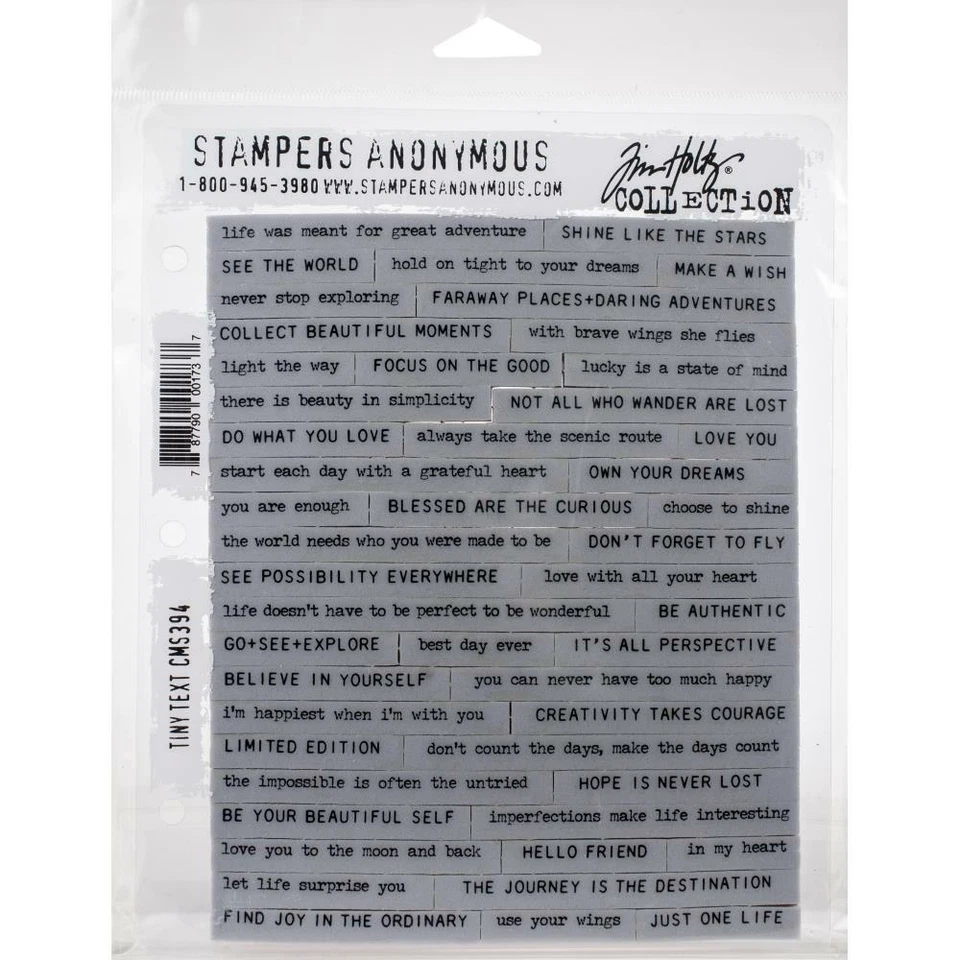 STAMPERS ANONYMOUS
1-800-945-3980 WWW.STAMPERSANONYMOUS.COM
Tim Holtz®
COLLECTiON
life was meant for great adventure SHINE LIKE THE STARS
SEE THE WORLD hold on tight to your dreams MAKE A WISH
never stop exploring FARAWAY PLACES+DARING ADVENTURES
COLLECT BEAUTIFUL MOMENTS with brave wings she flies
light the way FOCUS ON THE GOOD lucky is a state of mind
there is beauty in simplicity NOT ALL WHO WANDER ARE LOST
DO WHAT YOU LOVE always take the scenic route LOVE YOU
start each day with a grateful heart OWN YOUR DREAMS
you are enough BLESSED ARE THE CURIOUS choose to shine
the world needs who you were made to be DON'T FORGET TO FLY
SEE POSSIBILITY EVERYWHERE love with all your heart
life doesn't have to be perfect to be wonderful BE AUTHENTIC
GO+SEE+EXPLORE best day ever IT'S ALL PERSPECTIVE
BELIEVE IN YOURSELF you can never have too much happy
i'm happiest when i'm with you CREATIVITY TAKES COURAGE
LIMITED EDITION don't count the days, make the days count
the impossible is often the untried HOPE IS NEVER LOST
BE YOUR BEAUTIFUL SELF imperfections make life interesting
love you to the moon and back HELLO FRIEND in my heart
let life surprise you THE JOURNEY IS THE DESTINATION
FIND JOY IN THE ORDINARY use your wings JUST ONE LIFE
7 87790 00173 7
TINY TEXT CMS394